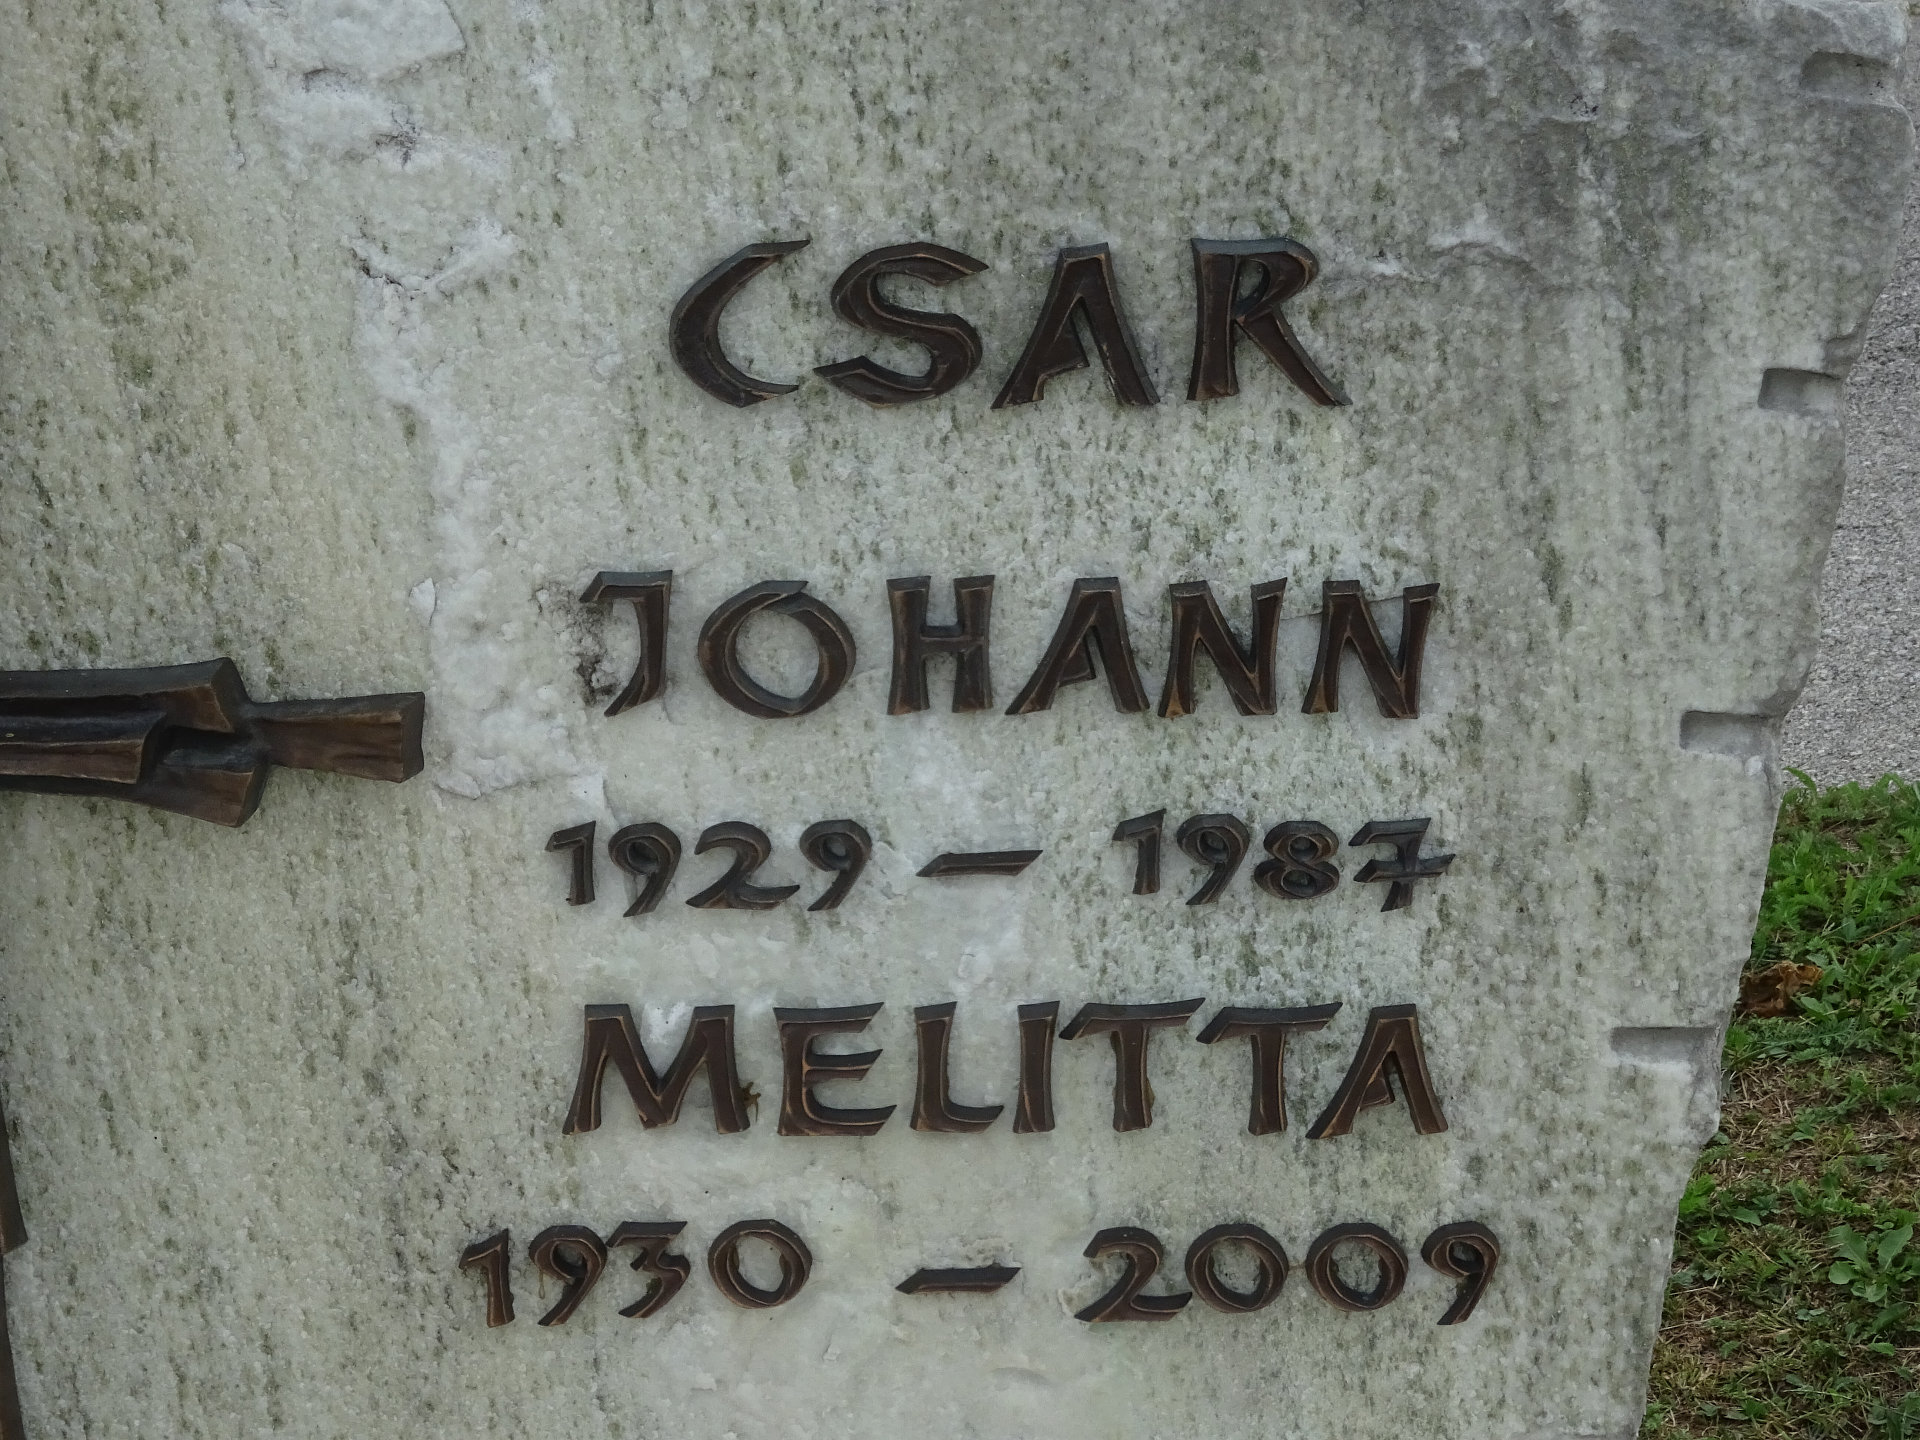 CSAR
JOHANN
1929 – 1987
MELITTA
1930 – 2009